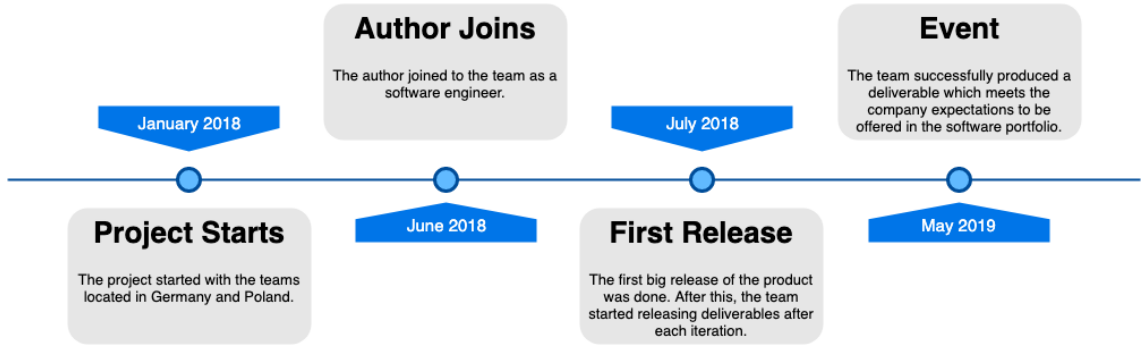 Author Joins
The author joined to the team as a
software engineer.
Event
The team successfully produced a
deliverable which meets the
company expectations to be
offered in the software portfolio.
January 2018
July 2018
Project Starts
The project started with the teams
located in Germany and Poland.
June 2018
First Release
The first big release of the product
was done. After this, the team
started releasing deliverables after
each iteration.
May 2019